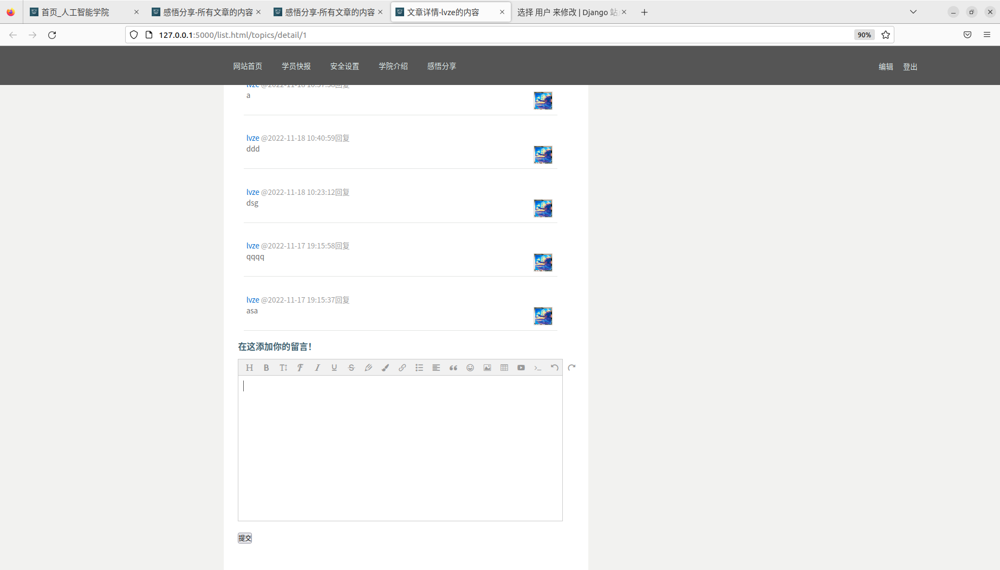 首页_人工智能学院
感悟分享-所有文章的内容
感悟分享-所有文章的内容
文章详情-lvze的内容
选择 用户 来修改 | Django 站
127.0.0.1:5000/list.html/topics/detail/1
90%
网站首页 学员快报 安全设置 学院介绍 感悟分享
编辑 登出
lvze @2022-11-18 10:57:58回复
a
lvze @2022-11-18 10:40:59回复
ddd
lvze @2022-11-18 10:23:12回复
dsg
lvze @2022-11-17 19:15:58回复
qqqq
lvze @2022-11-17 19:15:37回复
asa
在这添加你的留言！
提交